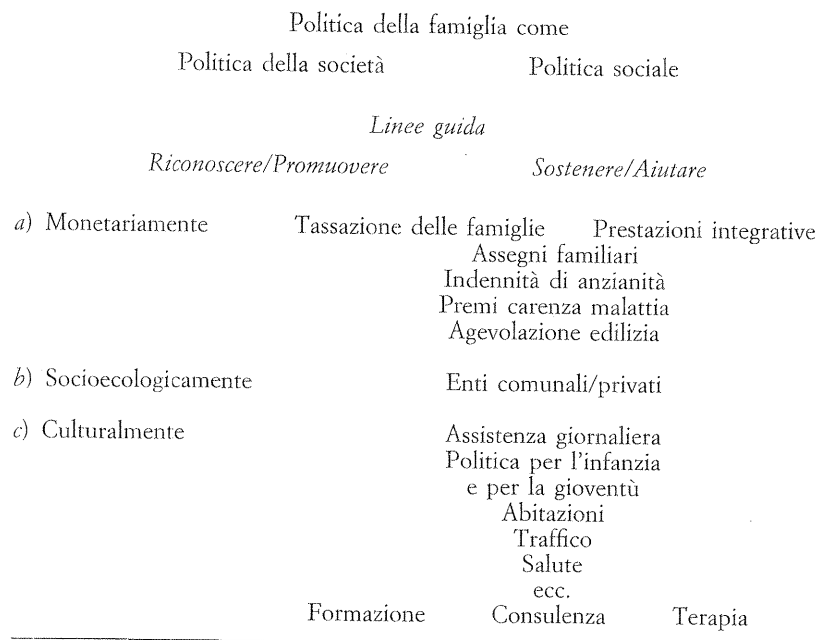 Politica della famiglia come
Politica della società Politica sociale
Linee guida
Riconoscere/Promuovere Sostenere/Aiutare
a) Monetariamente Tassazione delle famiglie Prestazioni integrative
Assegni familiari
Indennità di anzianità
Premi carenza malattia
Agevolazione edilizia
b) Socioecologicamente Enti comunali/privati
c) Culturalmente Assistenza giornaliera
Politica per l'infanzia
e per la gioventù
Abitazioni
Traffico
Salute
ecc.
Formazione Consulenza Terapia